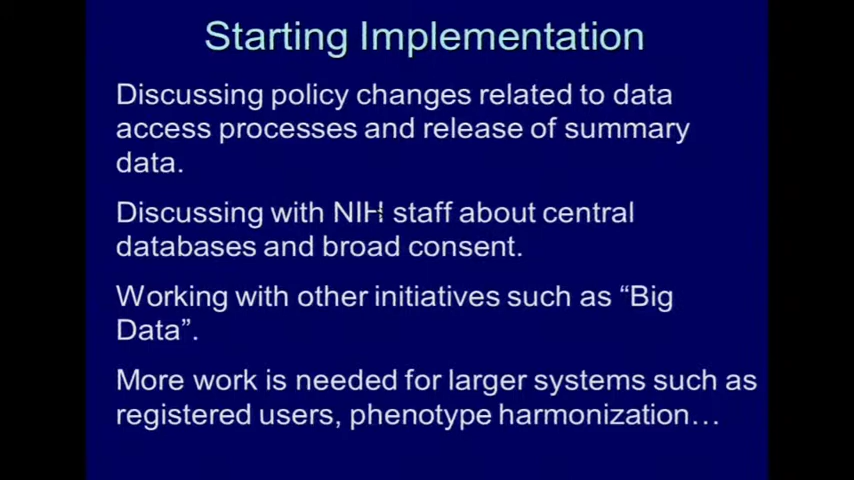 Starting Implementation
Discussing policy changes related to data
access processes and release of summary
data.
Discussing with NIH staff about central
databases and broad consent.
Working with other initiatives such as “Big
Data”.
More work is needed for larger systems such as
registered users, phenotype harmonization…